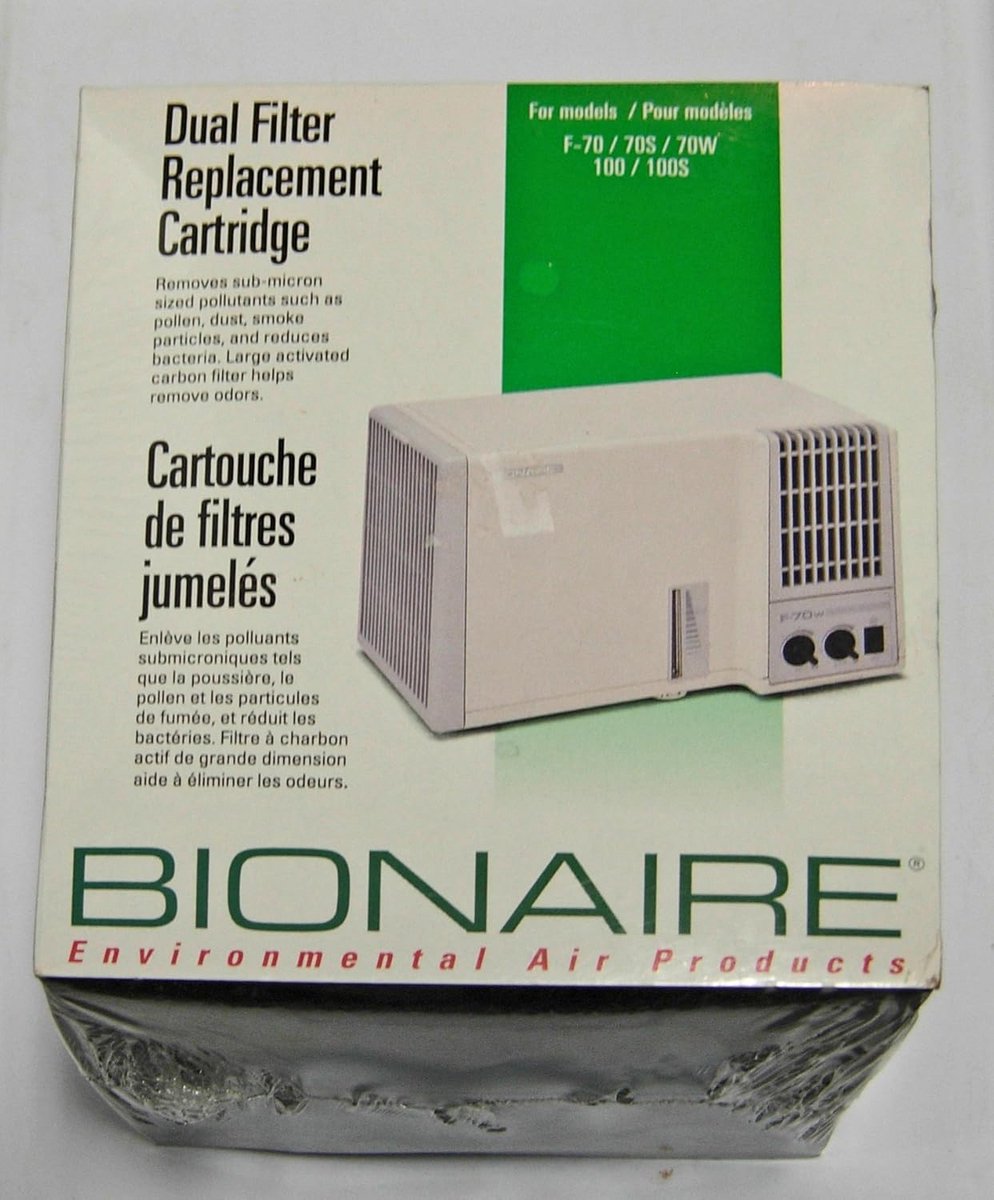 Dual Filter
Replacement
Cartridge
Removes sub-micron
sized pollutants such as
pollen, dust, smoke
particles, and reduces
bacteria. Large activated
carbon filter helps
remove odors.
For models / Pour modèles
F-70 / 70S / 70W
100 / 100S
Cartouche
de filtres
jumelés
Enlève les polluants
submicroniques tels
que la poussière, le
pollen et les particules
de fumée, et réduit les
bactéries. Filtre à charbon
actif de grande dimension
aide à éliminer les odeurs.
F-70w
BIONAIRE®
Environmental Air Products